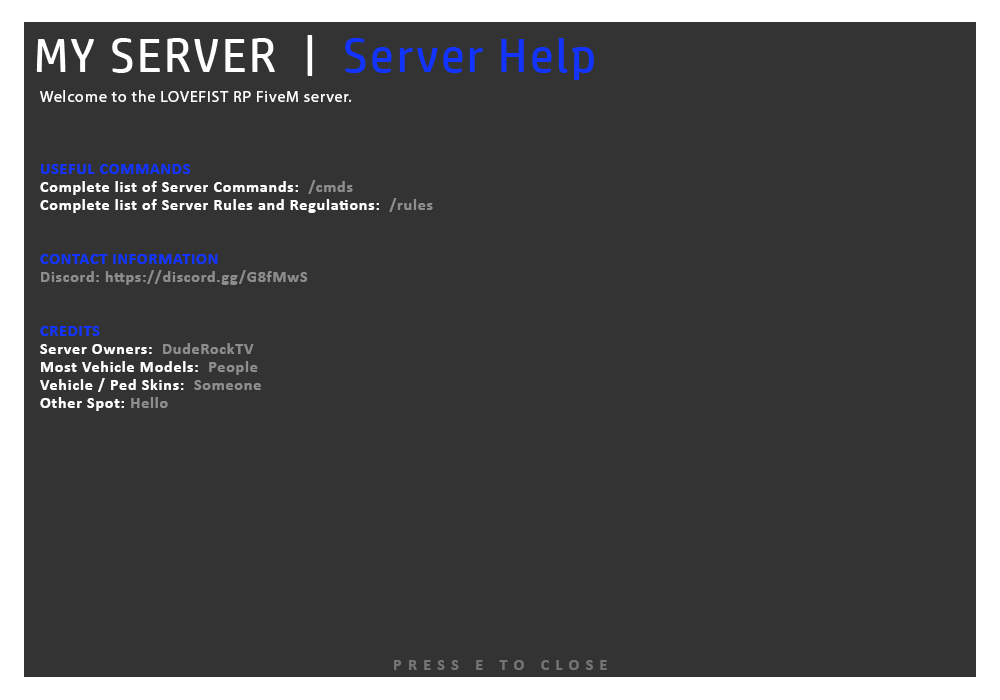 MY SERVER | Server Help
Welcome to the LOVEFIST RP FiveM server.
USEFUL COMMANDS
Complete list of Server Commands: /cmds
Complete list of Server Rules and Regulations: /rules
CONTACT INFORMATION
Discord: https://discord.gg/G8fMwS
CREDITS
Server Owners: DudeRockTV
Most Vehicle Models: People
Vehicle / Ped Skins: Someone
Other Spot: Hello
PRESS E TO CLOSE